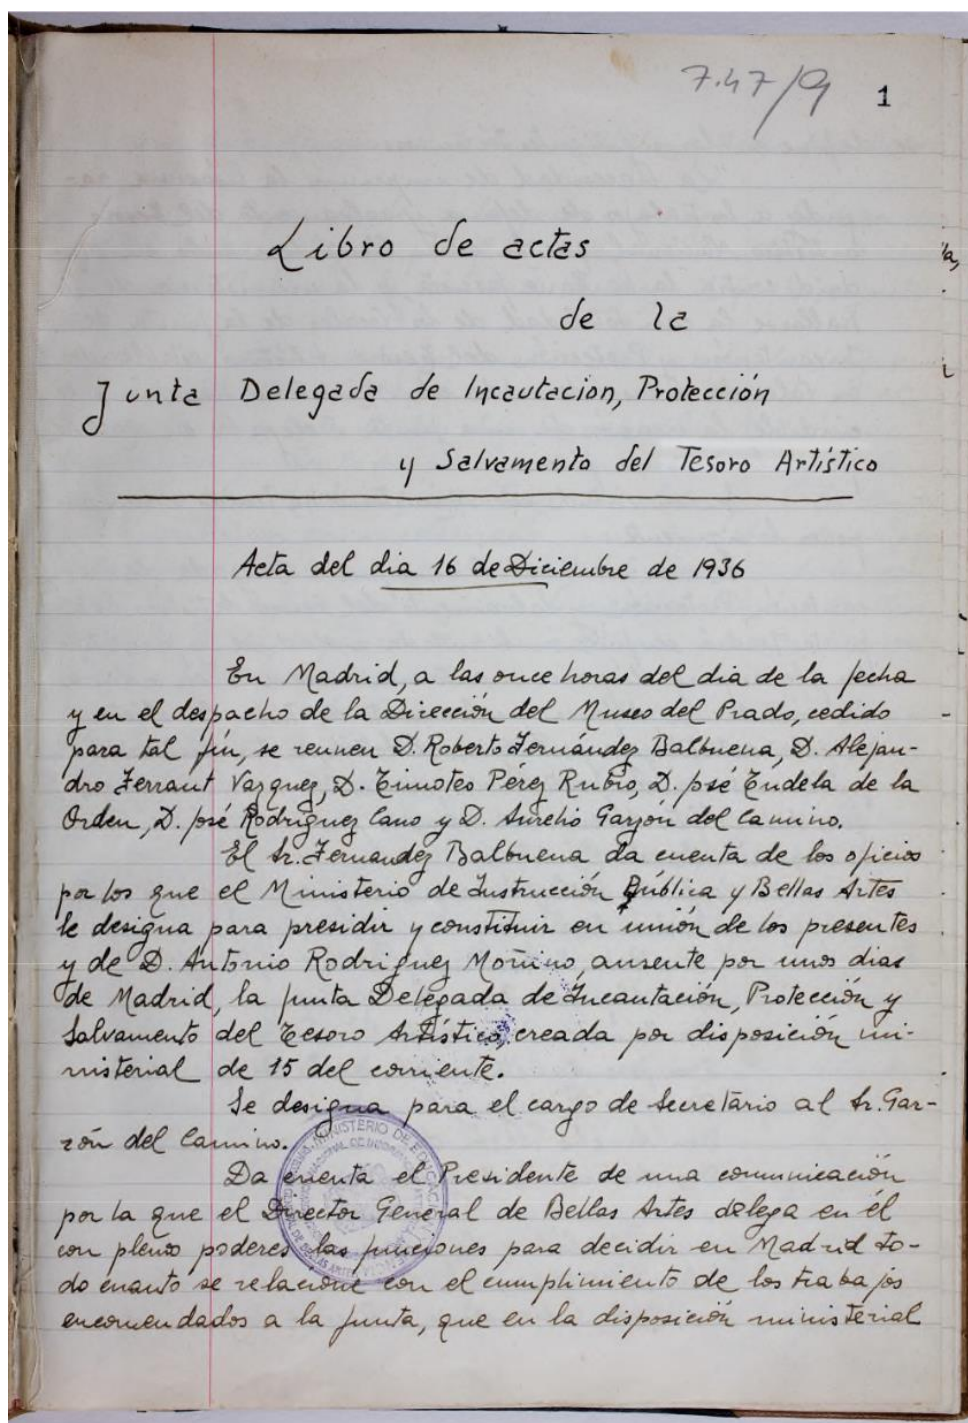 7.47/9
1
Libro de actas
de la
Junta Delegada de Incautacion, Protección
y Salvamento del Tesoro Artístico
Acta del dia 16 de Diciembre de 1936
En Madrid, a las once horas del dia de la fecha
y en el despacho de la Dirección del Museo del Prado, cedido
para tal fin, se reunen D. Roberto Fernández Balbuena, D. Alejan-
dro Ferrant Vazquez, D. Timoteo Pérez Rubio, D. José Tudela de la
Orden, D. José Rodríguez Cano y D. Aurelio Garzón del Camino.
El Sr. Fernandez Balbuena da cuenta de los oficios
por los que el Ministerio de Instrucción Pública y Bellas Artes
le designa para presidir y constituir en unión de los presentes
y de D. Antonio Rodriguez Moñino, ausente por unos dias
de Madrid, la Junta Delegada de Incautación, Protección y
Salvamento del Tesoro Artístico, creada por disposición mi-
nisterial de 15 del corriente.
Se designa para el cargo de Secretario al Sr. Gar-
zón del Camino.
Da cuenta el Presidente de una comunicación
por la que el Director General de Bellas Artes delega en él
con plenos poderes las funciones para decidir en Madrid to-
do cuanto se relacione con el cumplimiento de los trabajos
encomendados a la Junta, que en la disposición ministerial
MINISTERIO DE